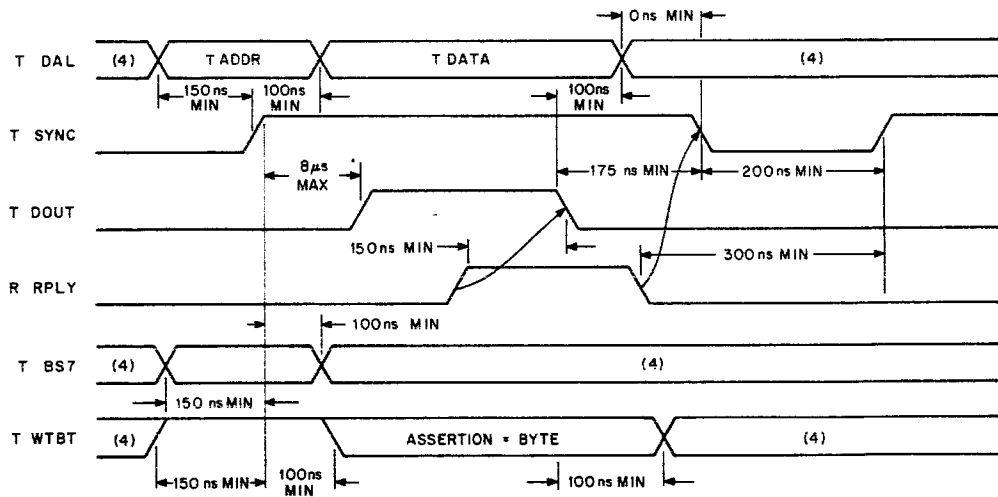 0ns MIN
T DAL (4) T ADDR T DATA (4)
150ns MIN 100ns MIN 100ns MIN
T SYNC
8µs MAX 175 ns MIN 200ns MIN
T DOUT
150ns MIN 300ns MIN
R RPLY
100ns MIN
T BS7 (4) (4)
150 ns MIN
T WTBT (4) ASSERTION = BYTE (4)
150 ns MIN 100ns MIN 100ns MIN